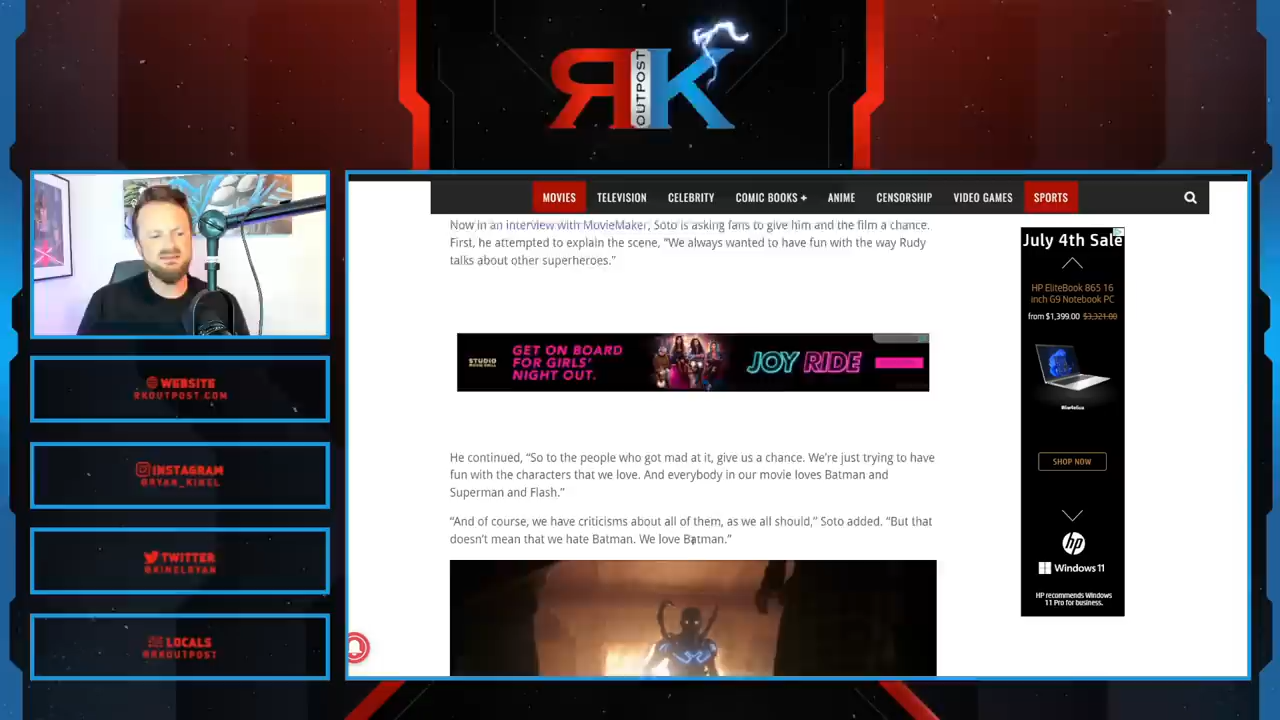 RK
OUTPOST
MOVIES TELEVISION CELEBRITY COMIC BOOKS + ANIME CENSORSHIP VIDEO GAMES SPORTS
Now in an interview with MovieMaker, Soto is asking fans to give him and the film a chance.
First, he attempted to explain the scene, "We always wanted to have fun with the way Rudy
talks about other superheroes."
GET ON BOARD
FOR GIRLS'
NIGHT OUT.
JOY RIDE
He continued, "So to the people who got mad at it, give us a chance. We're just trying to have
fun with the characters that we love. And everybody in our movie loves Batman and
Superman and Flash."
"And of course, we have criticisms about all of them, as we all should," Soto added. "But that
doesn't mean that we hate Batman. We love Batman."
July 4th Sale
HP EliteBook 865 16
inch G9 Notebook PC
from $1,399.00 $3,321.00
SHOP NOW
hp
Windows 11
HP recommends Windows
11 Pro for business.
WEBSITE
RKOUTPOST.COM
INSTAGRAM
@RYAN_KINEL
TWITTER
@KINELRYAN
LOCALS
@RKOUTPOST